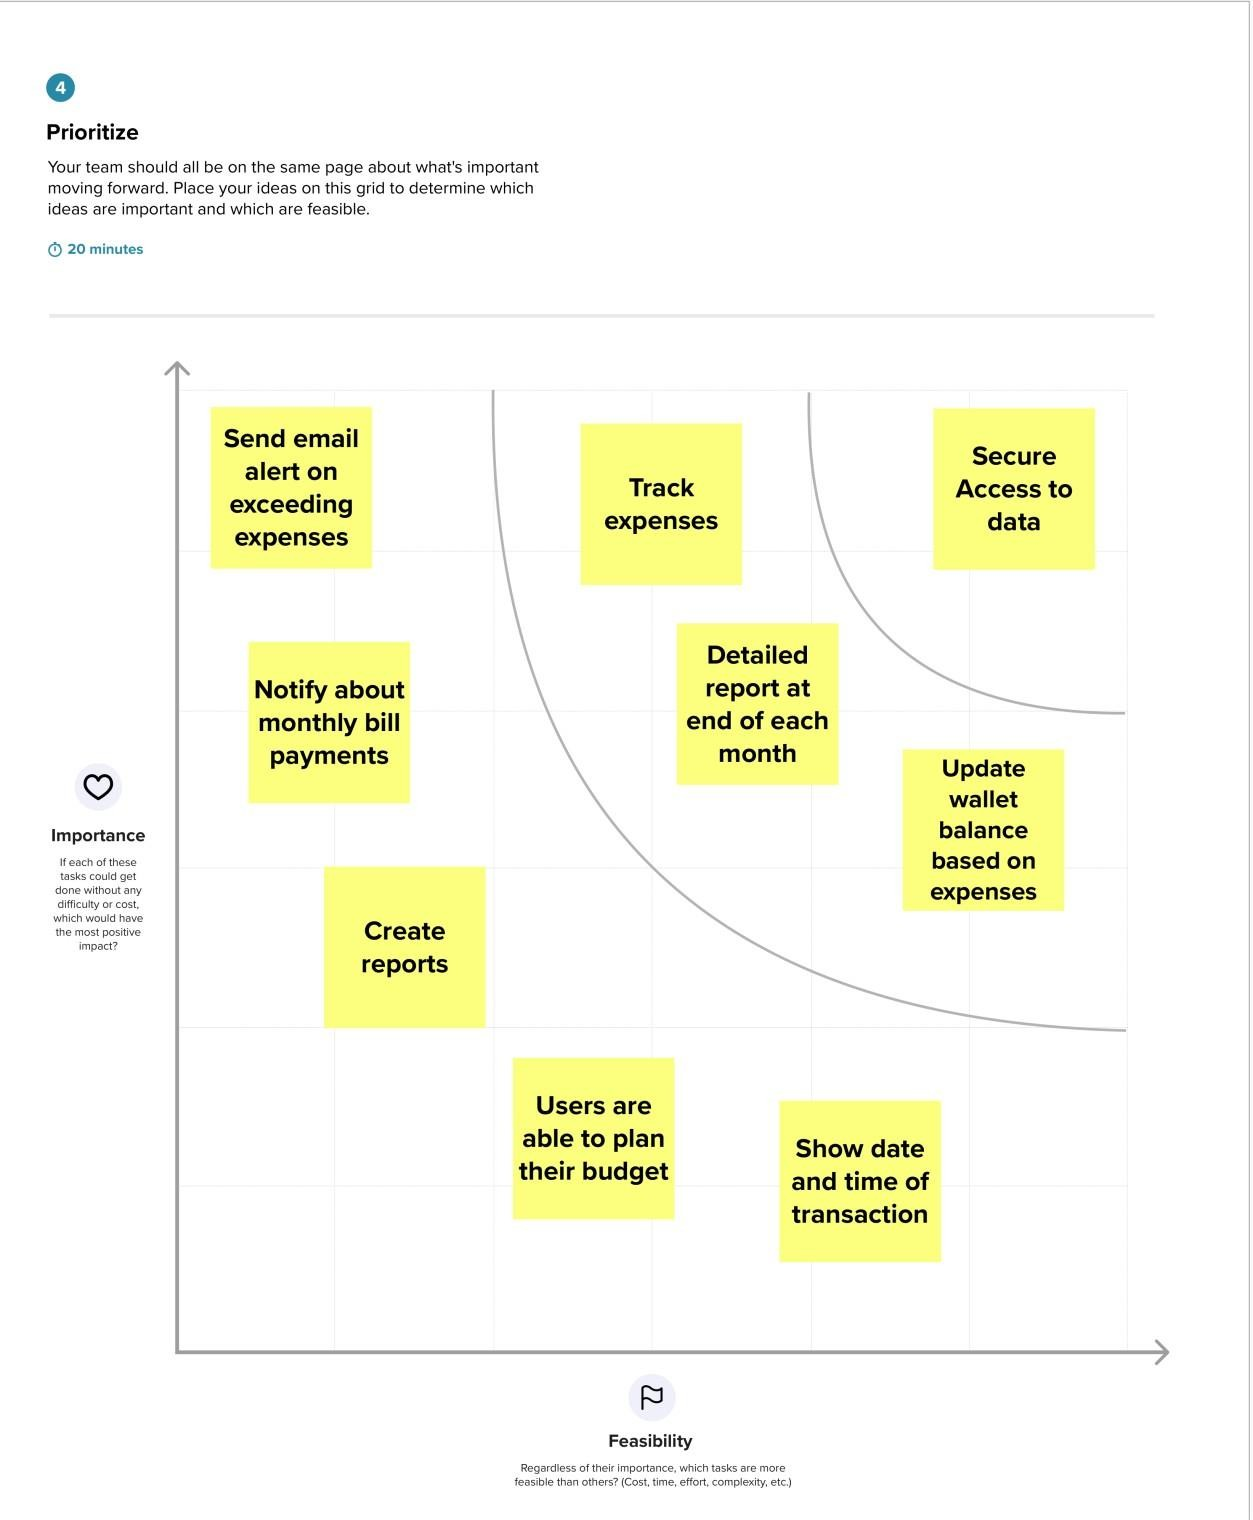 4
Prioritize
Your team should all be on the same page about what's important
moving forward. Place your ideas on this grid to determine which
ideas are important and which are feasible.
20 minutes
Send email
alert on
exceeding
expenses
Track
expenses
Secure
Access to
data
Notify about
monthly bill
payments
Detailed
report at
end of each
month
Update
wallet
balance
based on
expenses
Importance
If each of these
tasks could get
done without any
difficulty or cost,
which would have
the most positive
impact?
Create
reports
Users are
able to plan
their budget
Show date
and time of
transaction
Feasibility
Regardless of their importance, which tasks are more
feasible than others? (Cost, time, effort, complexity, etc.)